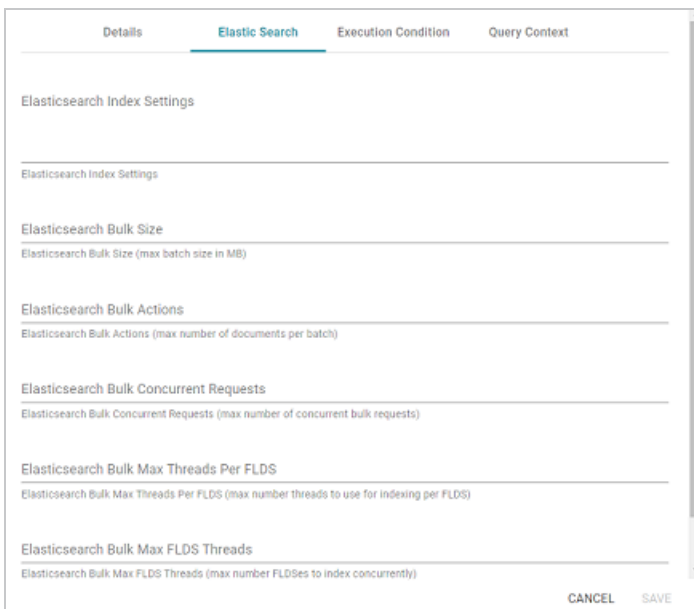 Details Elastic Search Execution Condition Query Context
Elasticsearch Index Settings
Elasticsearch Index Settings
Elasticsearch Bulk Size
Elasticsearch Bulk Size (max batch size in MB)
Elasticsearch Bulk Actions
Elasticsearch Bulk Actions (max number of documents per batch)
Elasticsearch Bulk Concurrent Requests
Elasticsearch Bulk Concurrent Requests (max number of concurrent bulk requests)
Elasticsearch Bulk Max Threads Per FLDS
Elasticsearch Bulk Max Threads Per FLDS (max number threads to use for indexing per FLDS)
Elasticsearch Bulk Max FLDS Threads
Elasticsearch Bulk Max FLDS Threads (max number FLDSes to index concurrently)
CANCEL SAVE